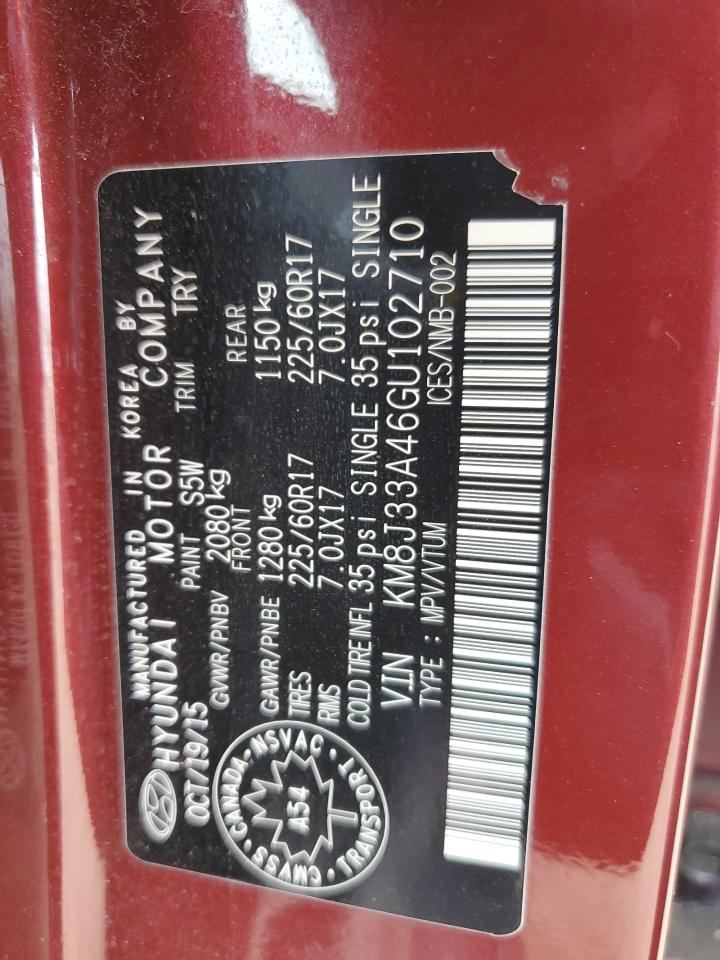 MANUFACTURED IN KOREA BY
HYUNDAI MOTOR COMPANY
OCT/19/15 PAINT S5W TRIM TRY
GVWR/PNBV 2080kg
FRONT REAR
GAWR/PNBE 1280kg 1150kg
TIRES 225/60R17 225/60R17
RIMS 7.0JX17 7.0JX17
COLD TIRE INFL 35 psi SINGLE 35 psi SINGLE
VIN KM8J33A46GU102710
TYPE : MPV/VTUM ICES/NMB-002
CANADA-NSVAC
A54
CMVSS · TRANSPORT